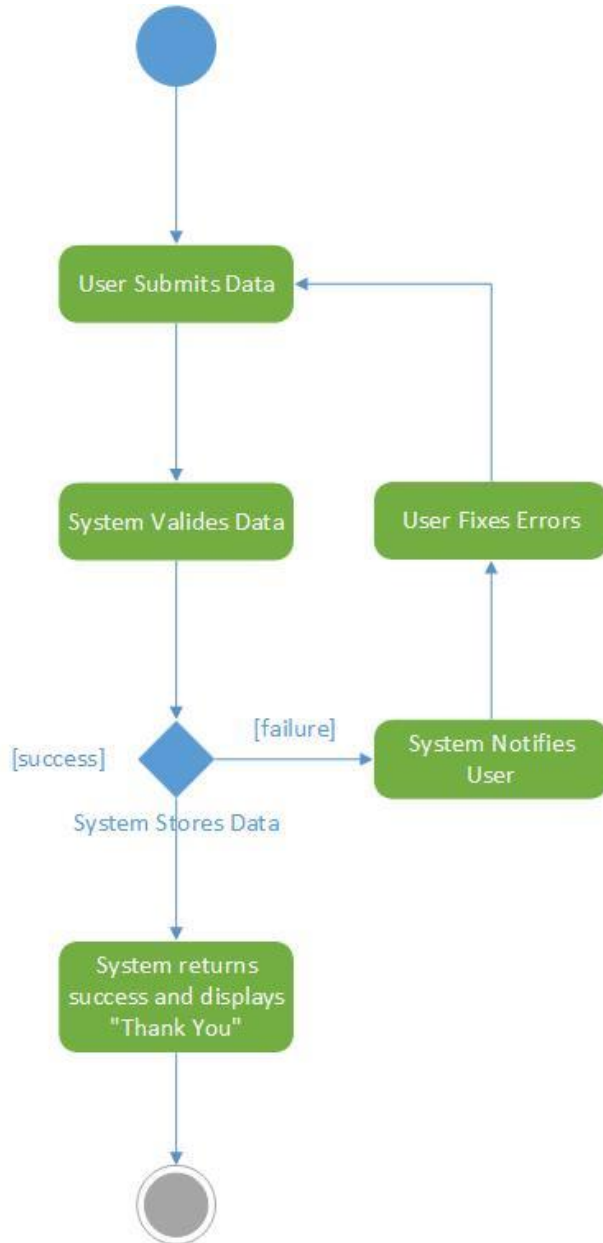 User Submits Data
System Valides Data
User Fixes Errors
[failure]
[success]
System Notifies
User
System Stores Data
System returns
success and displays
"Thank You"